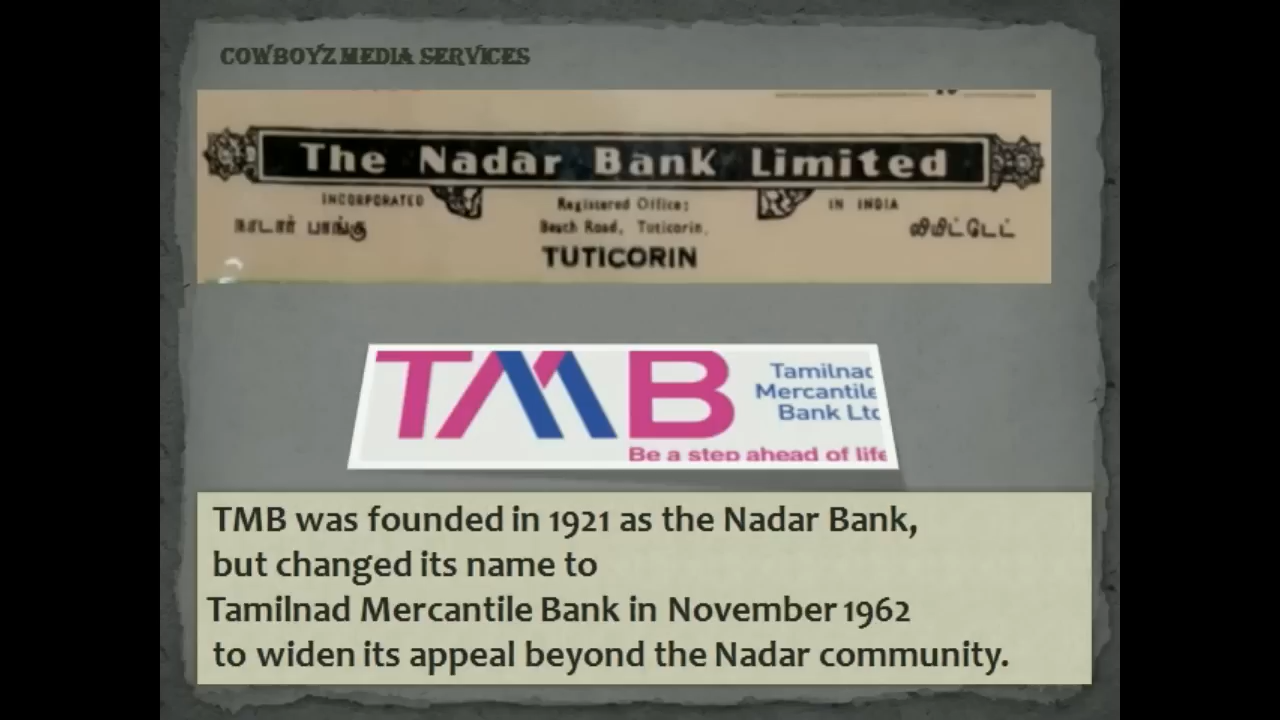 COWBOYZ MEDIA SERVICES
The Nadar Bank Limited
INCORPORATED
Registered Office:
IN INDIA
நாடார் பாங்கு
Beach Road, Tuticorin.
லிமிட்டெட்
TUTICORIN
TMB
Tamilnad
Mercantile
Bank Ltd
Be a step ahead of life
TMB was founded in 1921 as the Nadar Bank,
but changed its name to
Tamilnad Mercantile Bank in November 1962
to widen its appeal beyond the Nadar community.